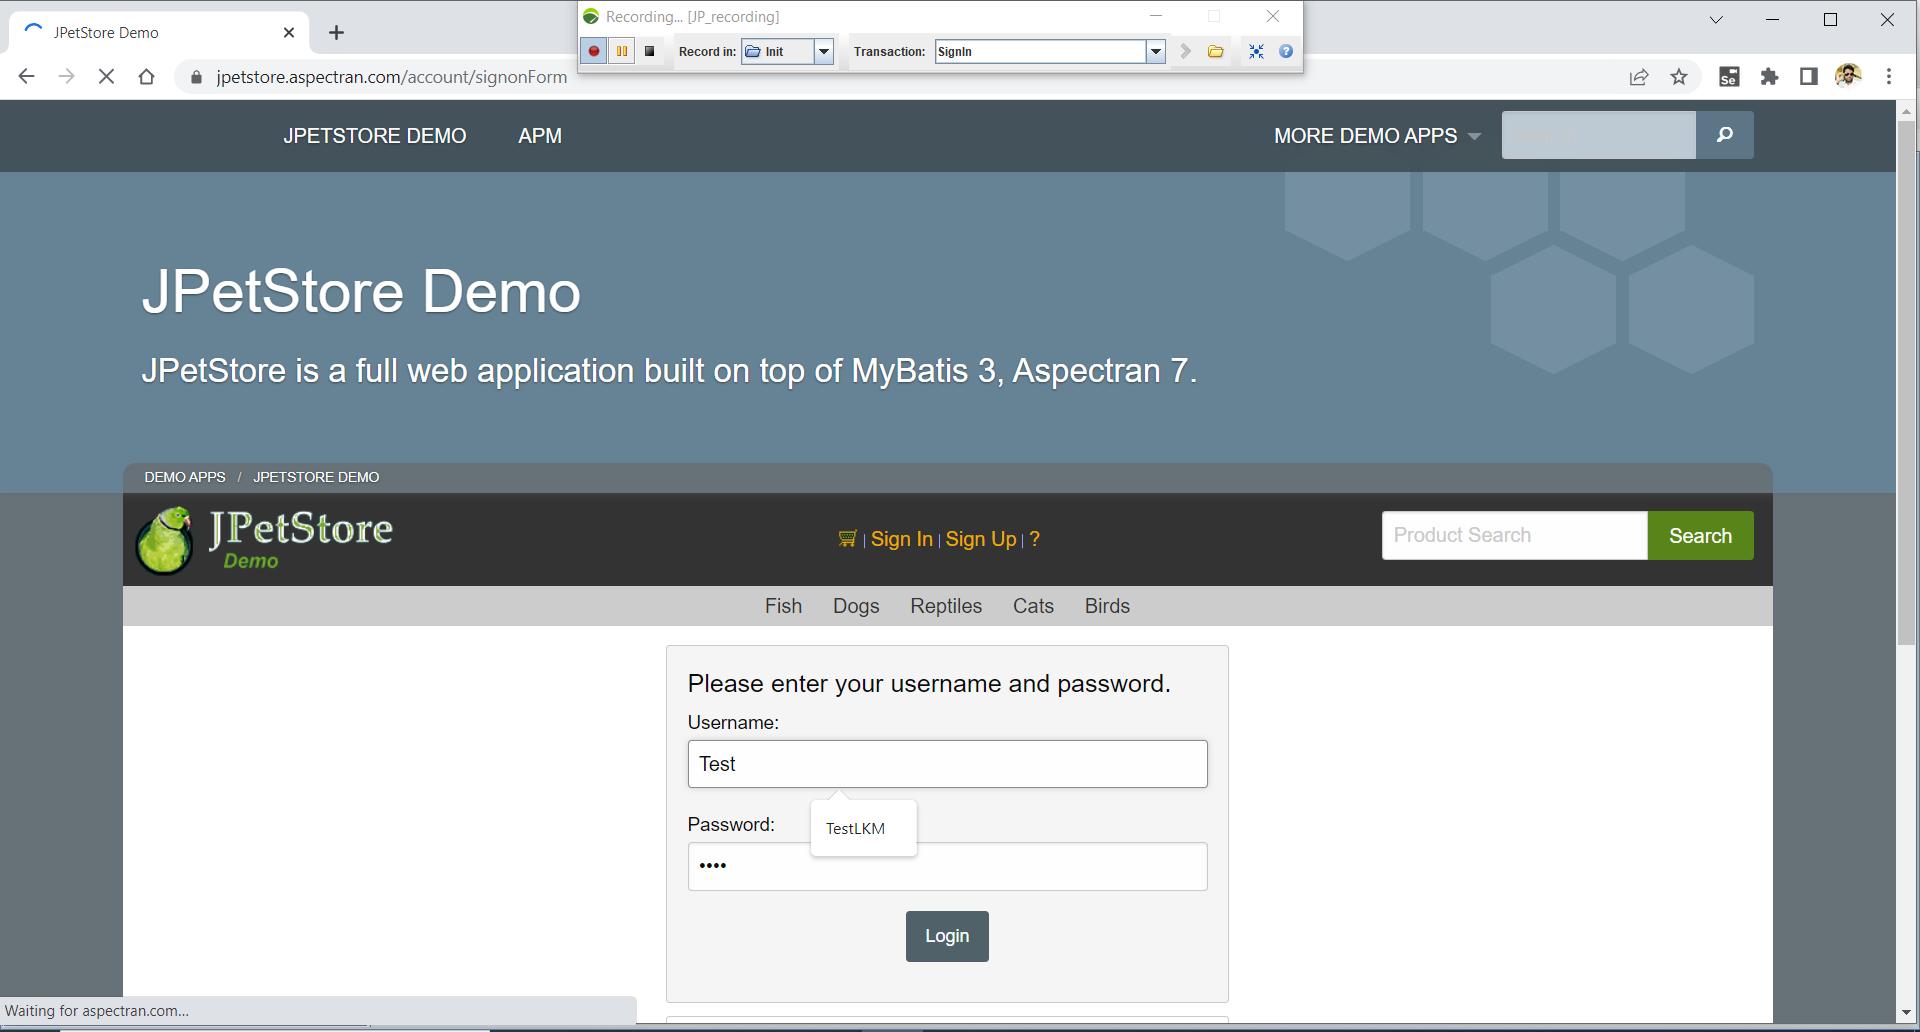 JPetStore Demo
Recording... [JP_recording]
Record in: Init Transaction: SignIn
jpetstore.aspectran.com/account/signonForm
Se
JPETSTORE DEMO APM MORE DEMO APPS
JPetStore Demo
JPetStore is a full web application built on top of MyBatis 3, Aspectran 7.
DEMO APPS / JPETSTORE DEMO
JPetStore
Demo
| Sign In | Sign Up | ?
Product Search Search
Fish Dogs Reptiles Cats Birds
Please enter your username and password.
Username:
Test
TestLKM
Password:
••••
Login
Waiting for aspectran.com...